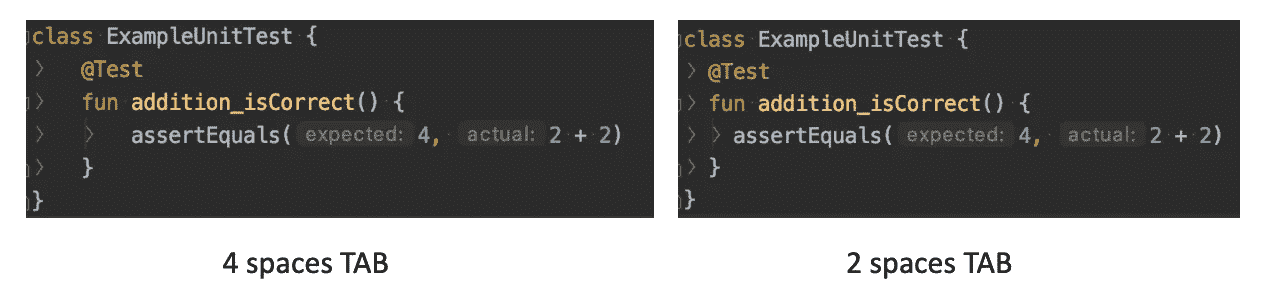 class ExampleUnitTest {
    @Test
    fun addition_isCorrect() {
        assertEquals( expected: 4, actual: 2 + 2)
    }
}
4 spaces TAB
class ExampleUnitTest {
  @Test
  fun addition_isCorrect() {
    assertEquals( expected: 4, actual: 2 + 2)
  }
}
2 spaces TAB